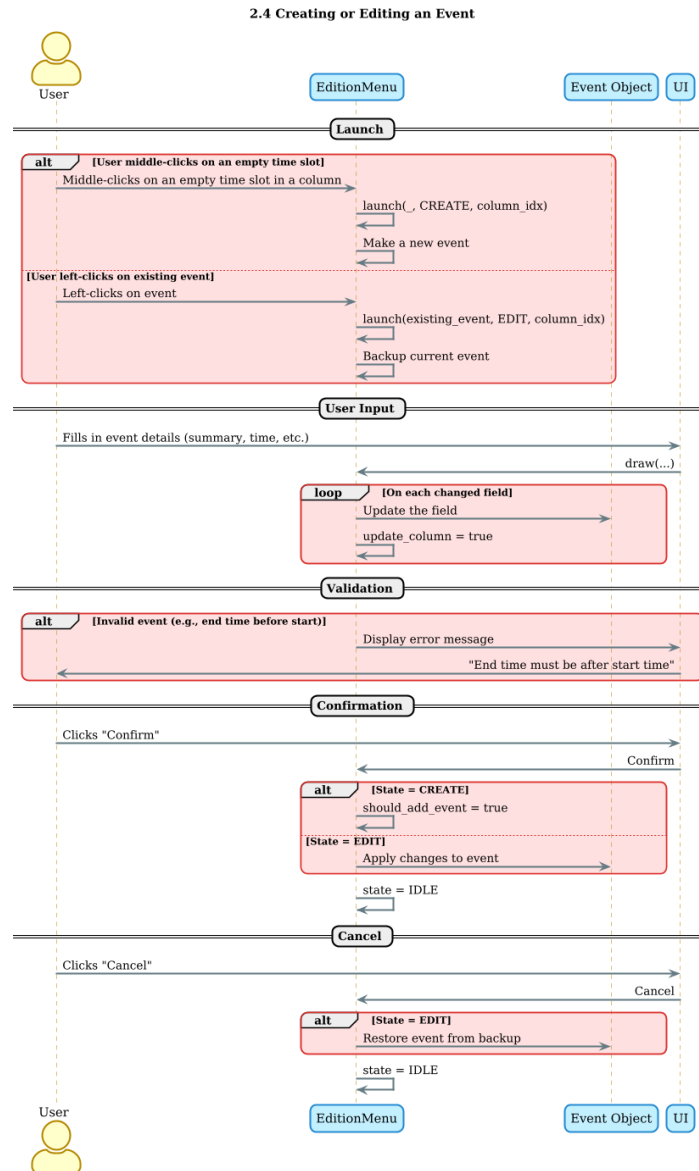 2.4 Creating or Editing an Event
User
EditionMenu
Event Object
UI
Launch
alt [User middle-clicks on an empty time slot]
Middle-clicks on an empty time slot in a column
launch(_, CREATE, column_idx)
Make a new event
[User left-clicks on existing event]
Left-clicks on event
launch(existing_event, EDIT, column_idx)
Backup current event
User Input
Fills in event details (summary, time, etc.)
draw(...)
loop [On each changed field]
Update the field
update_column = true
Validation
alt [Invalid event (e.g., end time before start)]
Display error message
"End time must be after start time"
Confirmation
Clicks "Confirm"
Confirm
alt [State = CREATE]
should_add_event = true
[State = EDIT]
Apply changes to event
state = IDLE
Cancel
Clicks "Cancel"
Cancel
alt [State = EDIT]
Restore event from backup
state = IDLE
User
EditionMenu
Event Object
UI